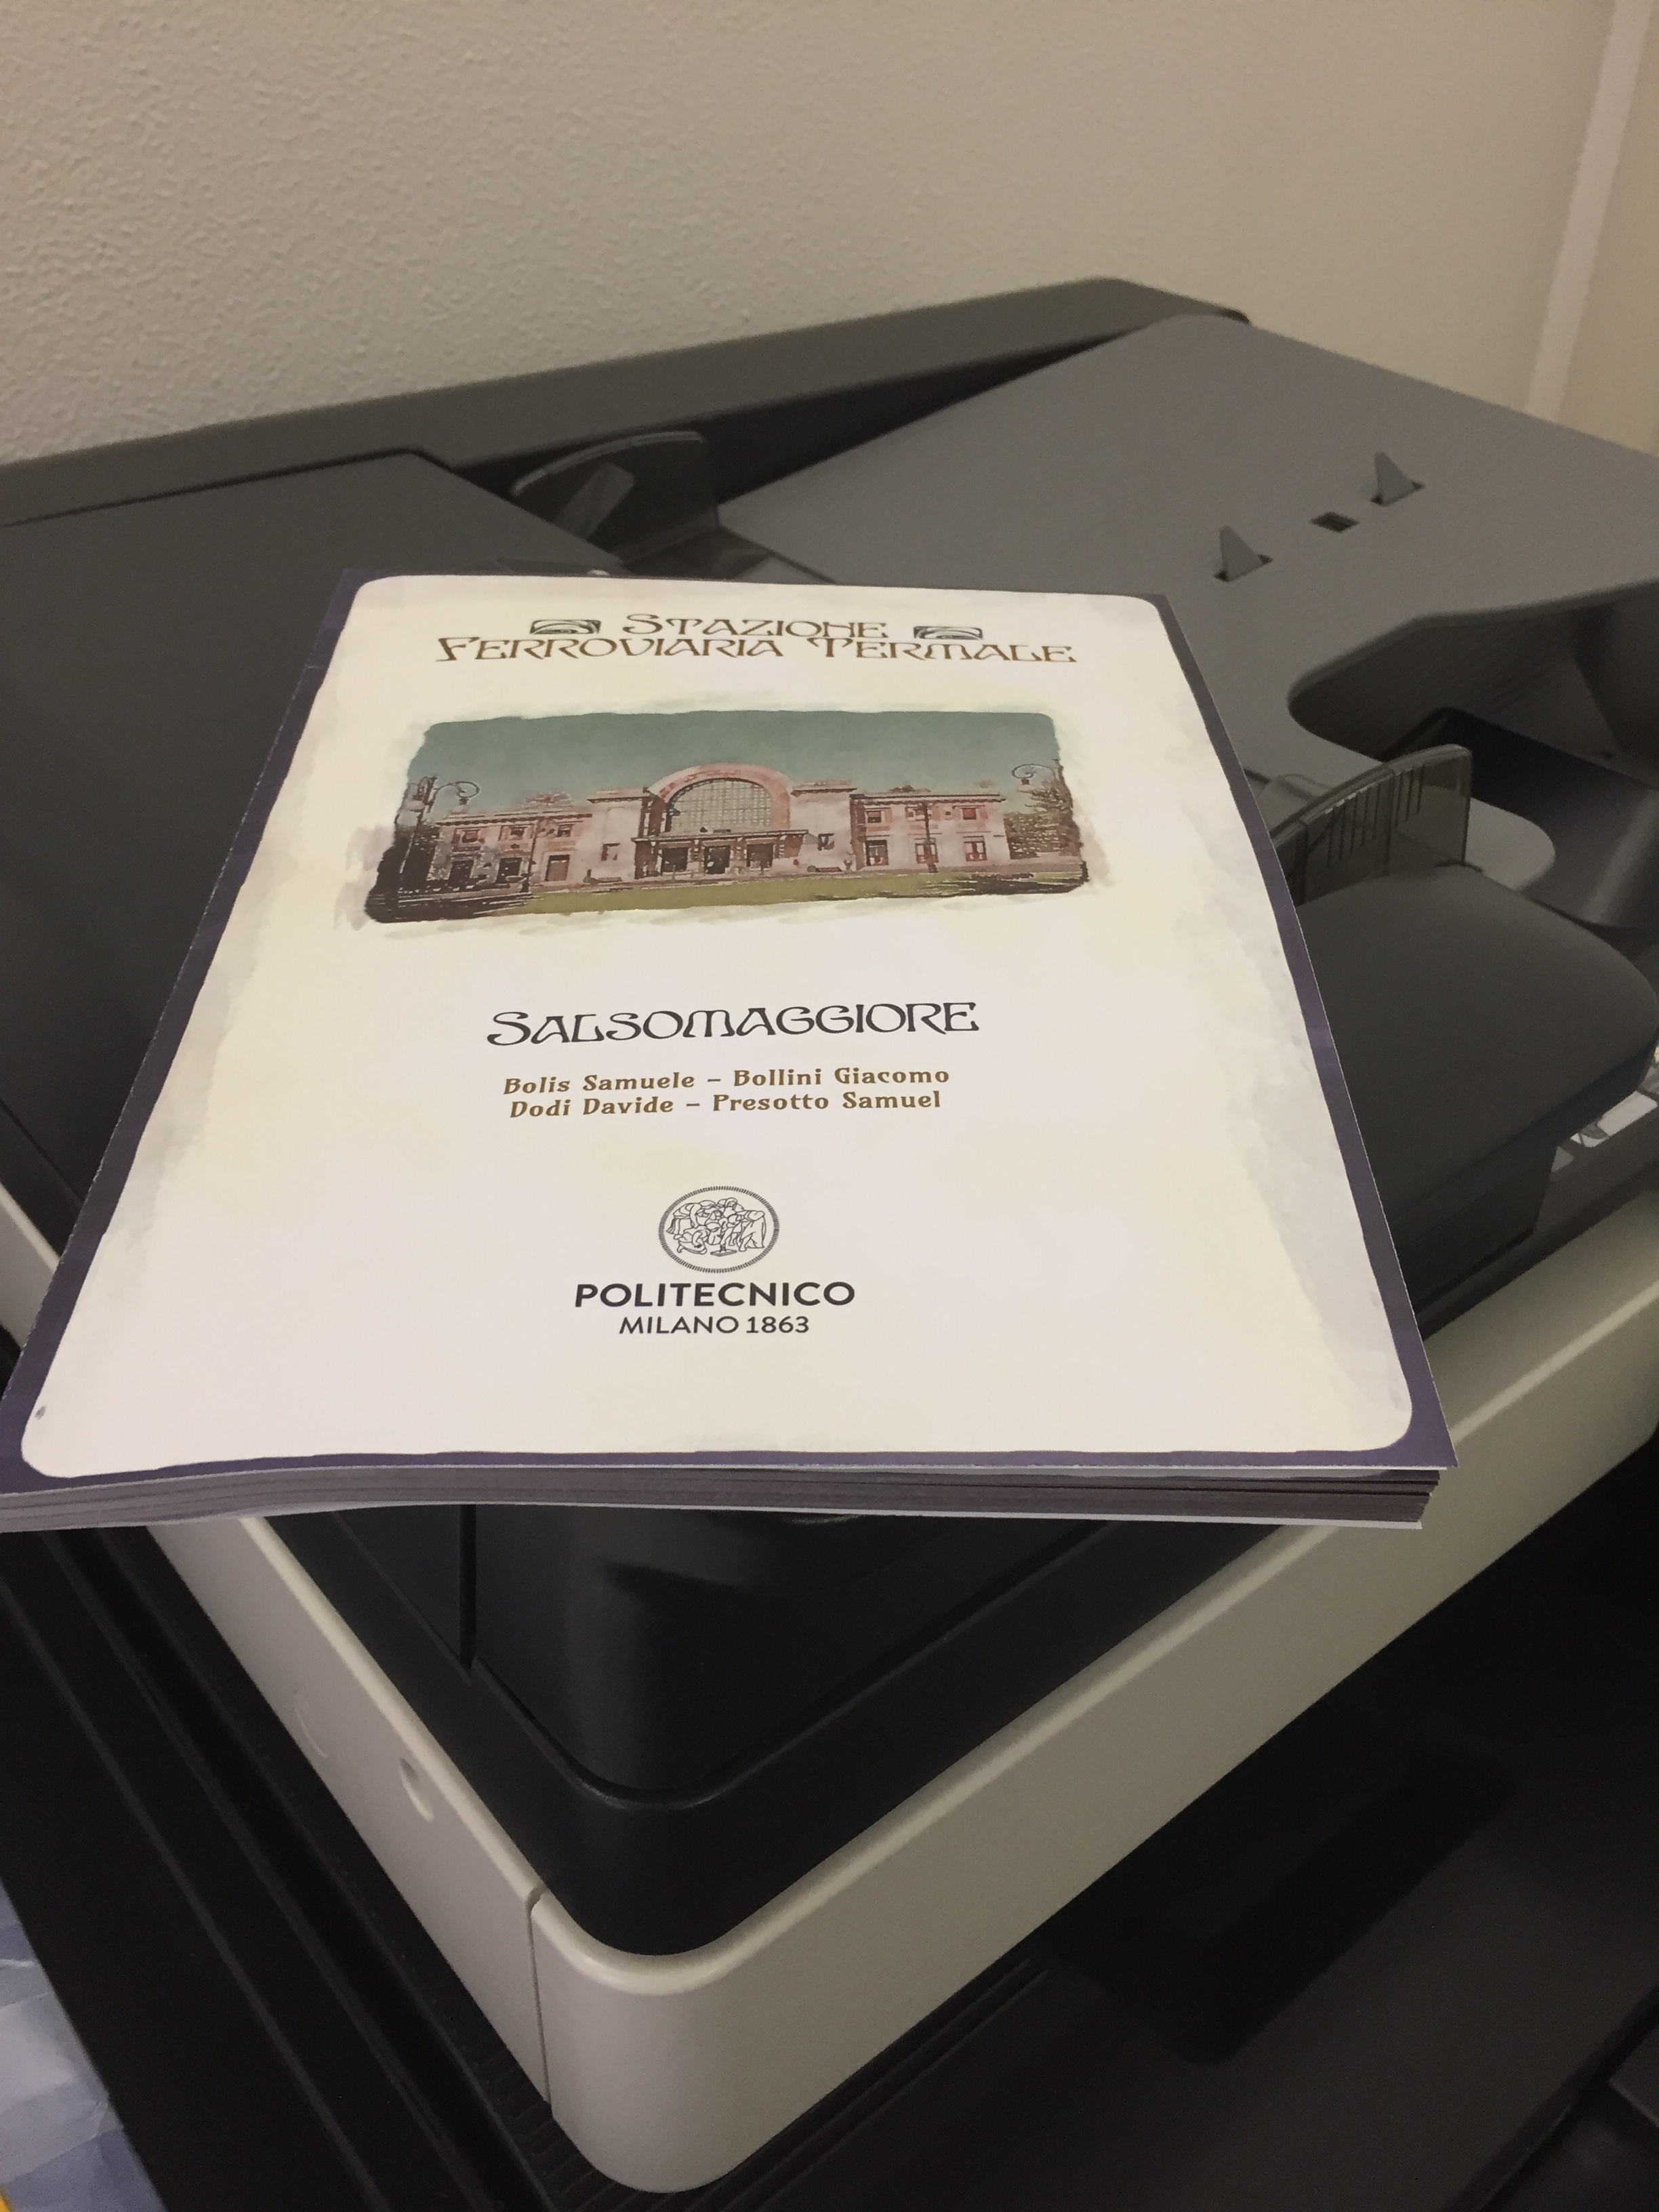 STAZIONE
FERROVIARIA TERMALE
SALSOMAGGIORE
Bolis Samuele – Bollini Giacomo
Dodi Davide – Presotto Samuel
POLITECNICO
MILANO 1863